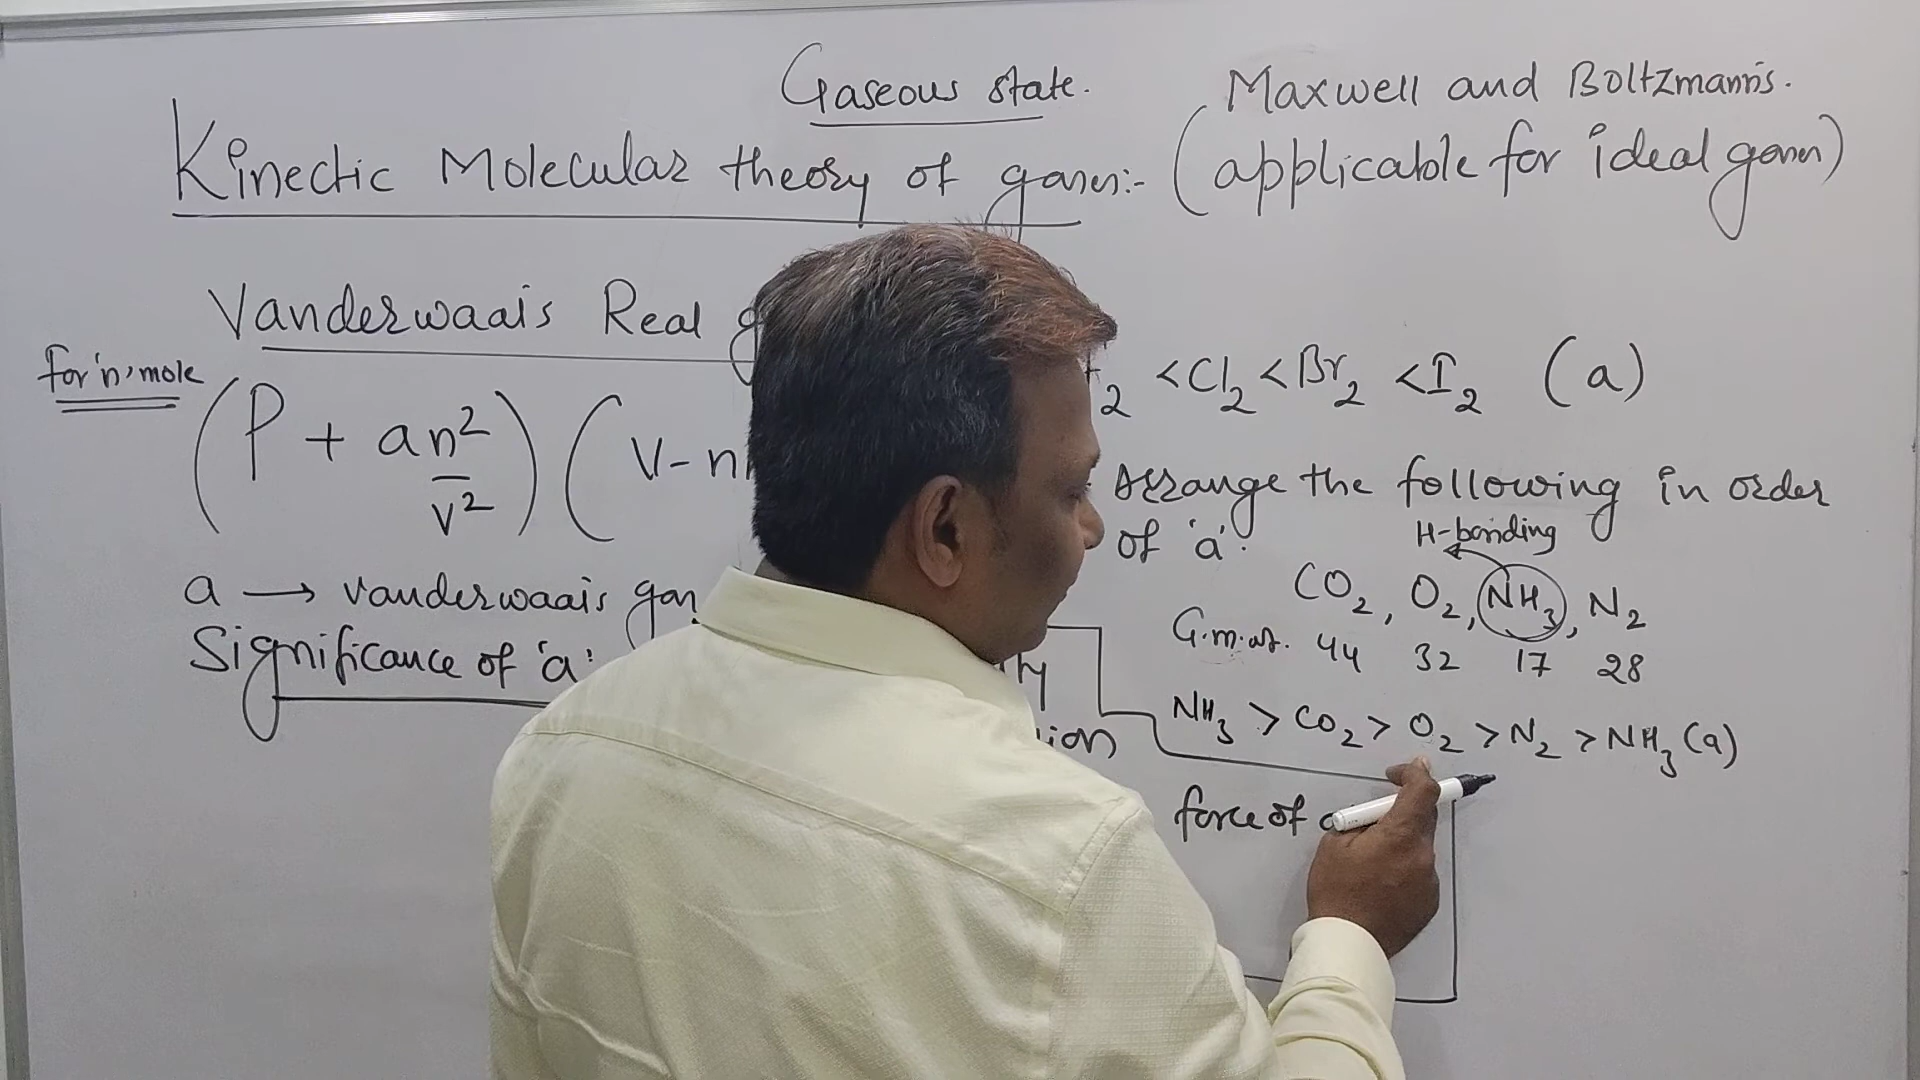 Gaseous state.
Maxwell and Boltzmann's.
Kinectic Molecular theory of gases:- (applicable for ideal gases)
Vanderwaals Real
for 'n' mole
(P + an²/V²) (V-n
₂ <Cl₂ <Br₂ <I₂ (a)
Arrange the following in order
of 'a':
H-bonding
CO₂, O₂, NH₃, N₂
G.m.wt. 44 32 17 28
a → vanderwaals gas
Significance of 'a':
NH₃ > CO₂ > O₂ > N₂ > NH₃ (a)
force of